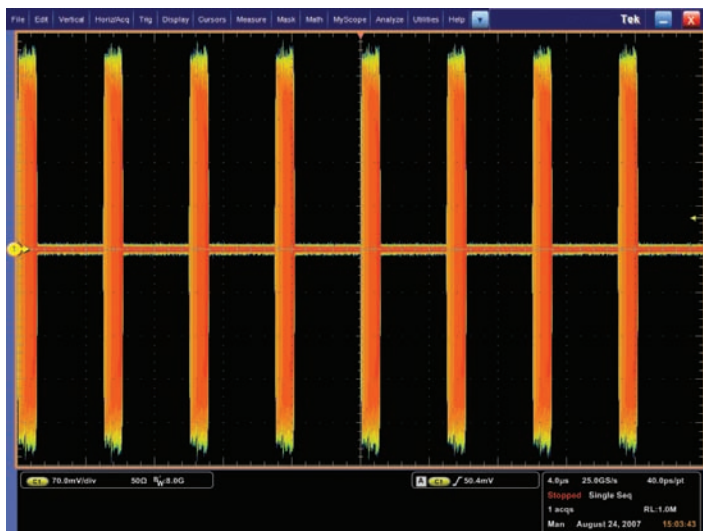 File Edit Vertical Horiz/Acq Trig Display Cursors Measure Mask Math MyScope Analyze Utilities Help Tek X
1
C1 70.0mV/div 50Ω BW:8.0G
A C1 50.4mV
4.0µs 25.0GS/s 40.0ps/pt
Stopped Single Seq
1 acqs RL:1.0M
Man August 24, 2007 15:03:43